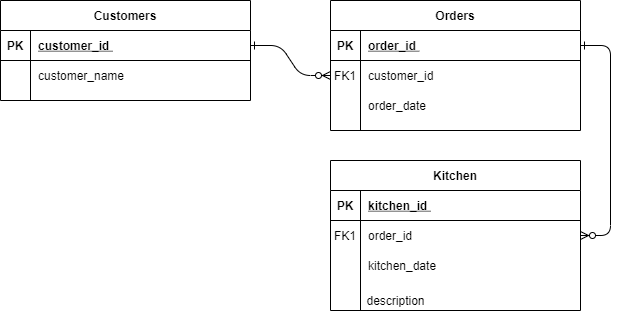 Customers
PK customer_id
customer_name
Orders
PK order_id
FK1 customer_id
order_date
Kitchen
PK kitchen_id
FK1 order_id
kitchen_date
description